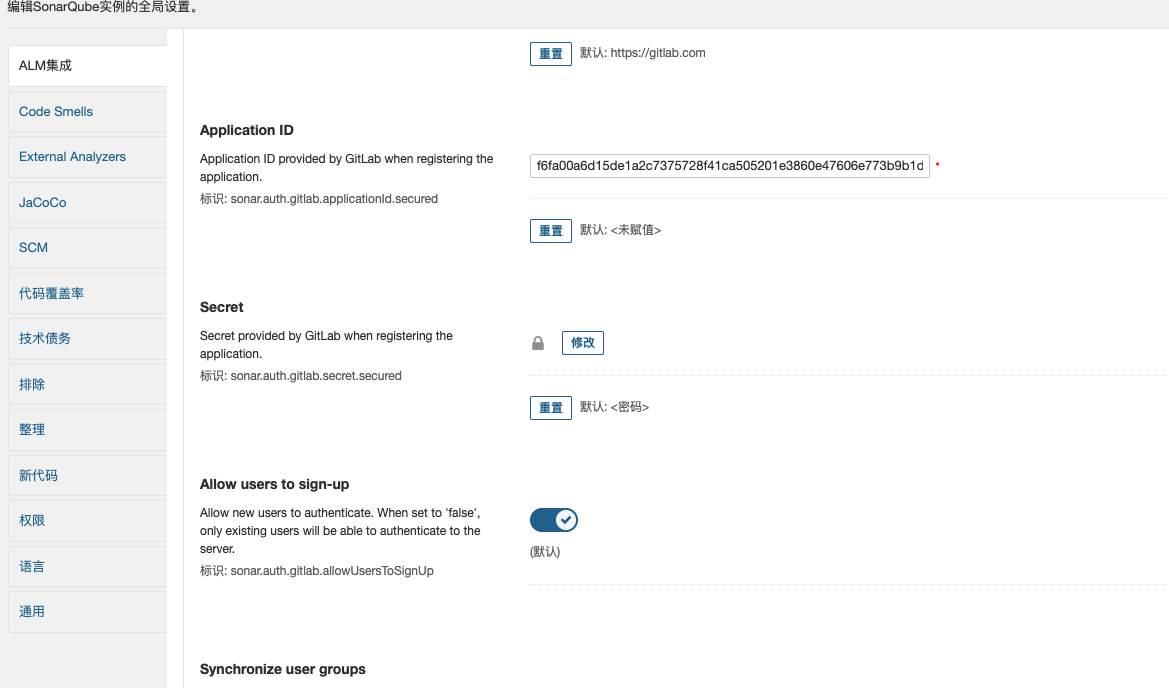 编辑SonarQube实例的全局设置。
ALM集成
Code Smells
External Analyzers
JaCoCo
SCM
代码覆盖率
技术债务
排除
整理
新代码
权限
语言
通用
重置 默认: https://gitlab.com
Application ID
Application ID provided by GitLab when registering the
application.
标识: sonar.auth.gitlab.applicationId.secured
f6fa00a6d15de1a2c7375728f41ca505201e3860e47606e773b9b1d
重置 默认: <未赋值>
Secret
Secret provided by GitLab when registering the
application.
标识: sonar.auth.gitlab.secret.secured
修改
重置 默认: <密码>
Allow users to sign-up
Allow new users to authenticate. When set to 'false',
only existing users will be able to authenticate to the
server.
标识: sonar.auth.gitlab.allowUsersToSignUp
(默认)
Synchronize user groups